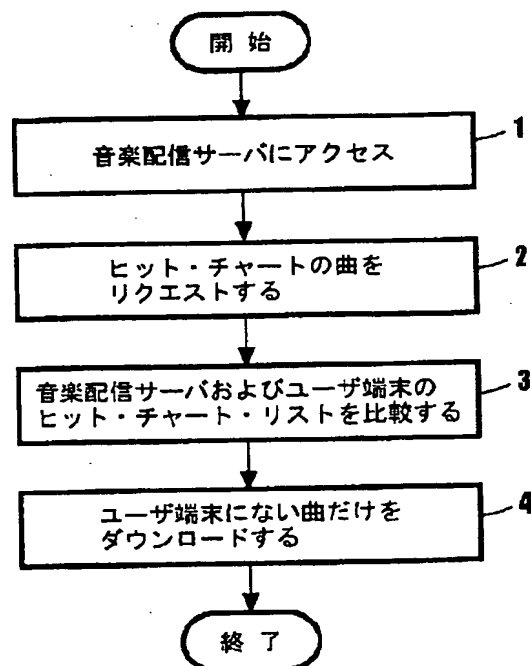 開始
音楽配信サーバにアクセス
1
ヒット・チャートの曲を
リクエストする
2
音楽配信サーバおよびユーザ端末の
ヒット・チャート・リストを比較する
3
ユーザ端末にない曲だけを
ダウンロードする
4
終了